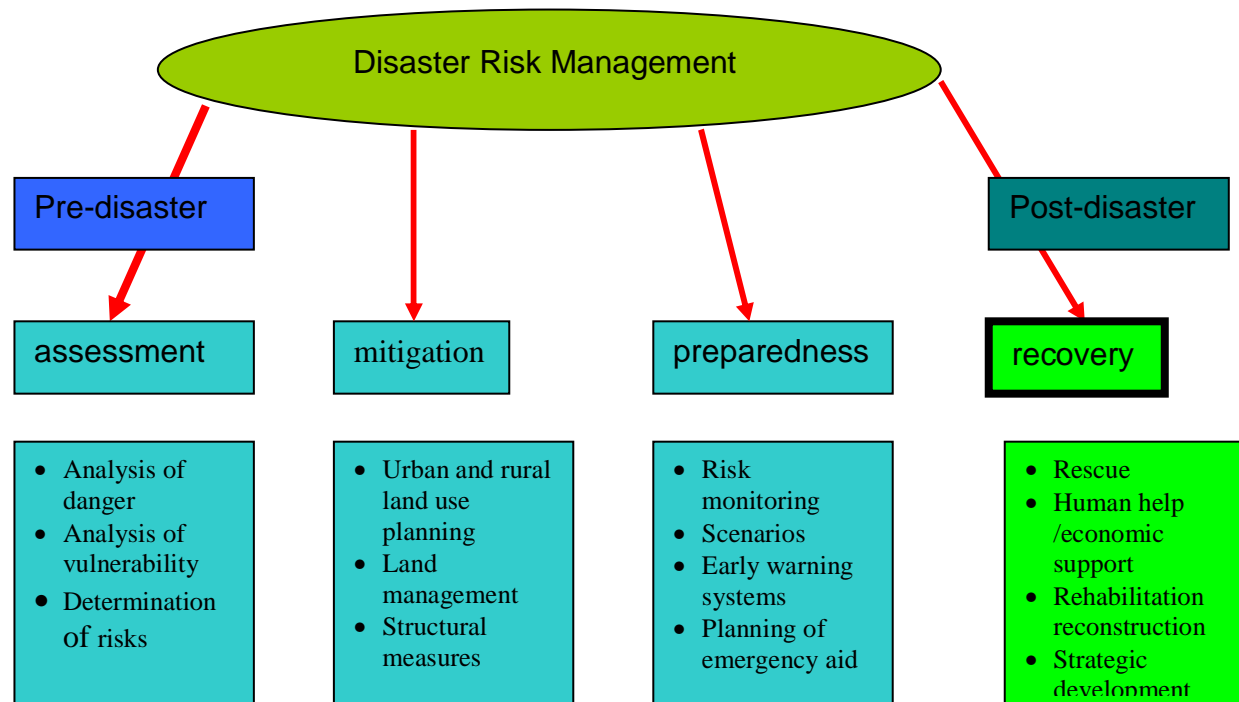 Disaster Risk Management
Pre-disaster
Post-disaster
assessment
mitigation
preparedness
recovery
• Analysis of
danger
• Analysis of
vulnerability
• Determination
of risks
• Urban and rural
land use
planning
• Land
management
• Structural
measures
• Risk
monitoring
• Scenarios
• Early warning
systems
• Planning of
emergency aid
• Rescue
• Human help
/economic
support
• Rehabilitation
reconstruction
• Strategic
development